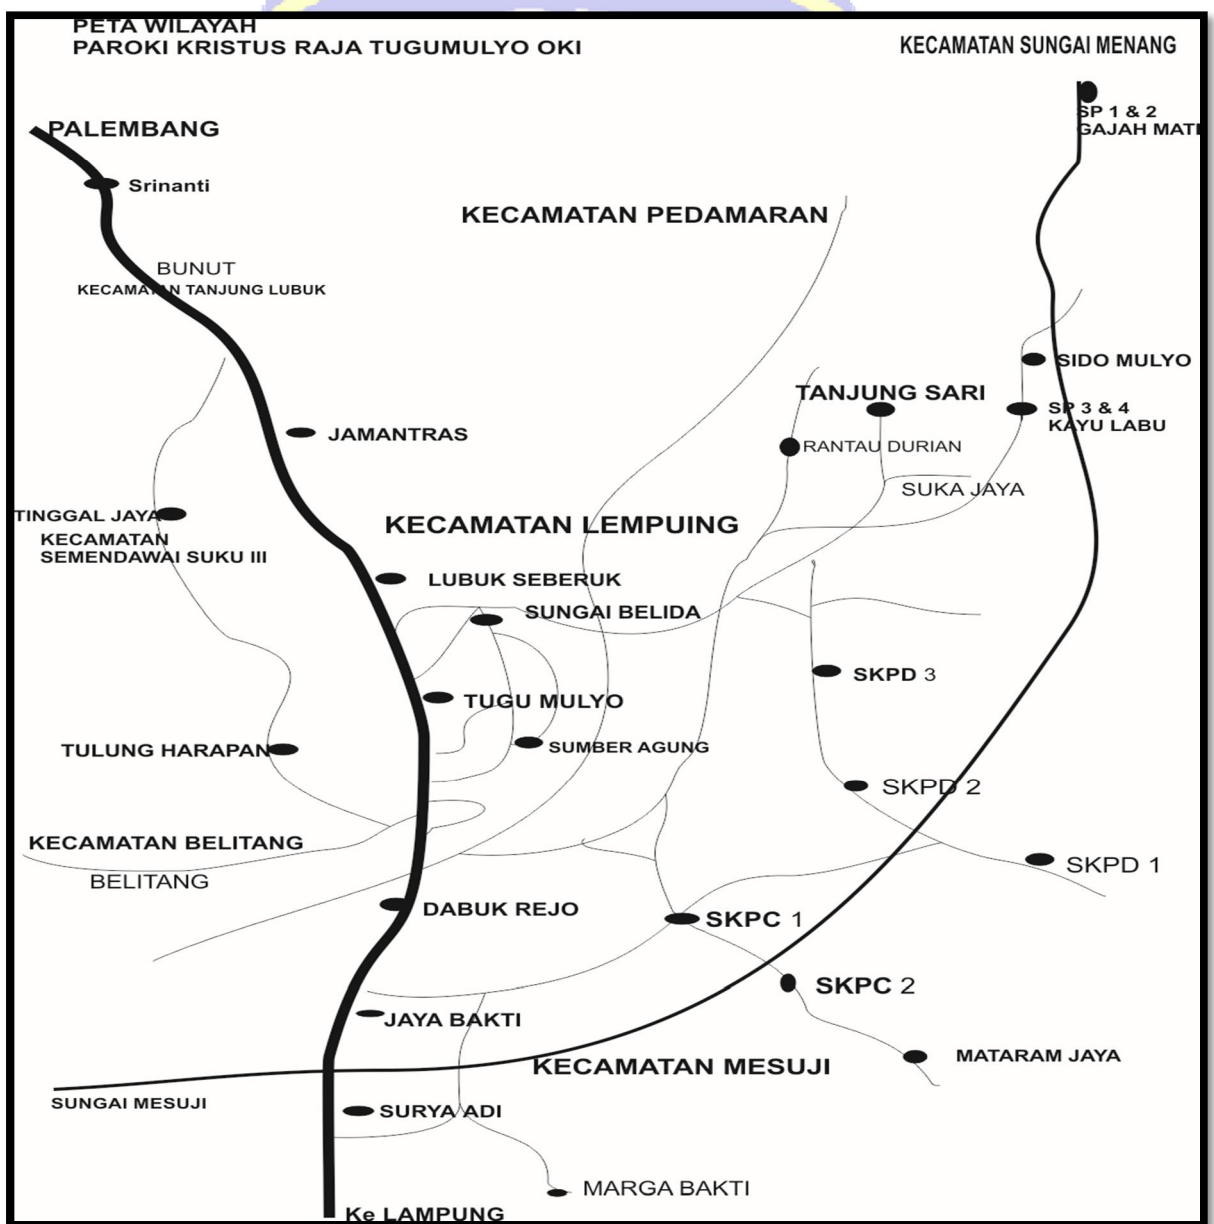 PETA WILAYAH
PAROKI KRISTUS RAJA TUGUMULYO OKI
KECAMATAN SUNGAI MENANG
SP 1 & 2
GAJAH MATI
PALEMBANG
Srinanti
KECAMATAN PEDAMARAN
BUNUT
KECAMATAN TANJUNG LUBUK
SIDO MULYO
TANJUNG SARI
SP 3 & 4
KAYU LABU
JAMANTRAS
RANTAU DURIAN
SUKA JAYA
TINGGAL JAYA
KECAMATAN
SEMENDAWAI SUKU III
KECAMATAN LEMPUING
LUBUK SEBERUK
SUNGAI BELIDA
SKPD 3
TUGU MULYO
SUMBER AGUNG
TULUNG HARAPAN
SKPD 2
KECAMATAN BELITANG
SKPD 1
BELITANG
DABUK REJO
SKPC 1
SKPC 2
JAYA BAKTI
MATARAM JAYA
KECAMATAN MESUJI
SUNGAI MESUJI
SURYA ADI
MARGA BAKTI
Ke LAMPUNG